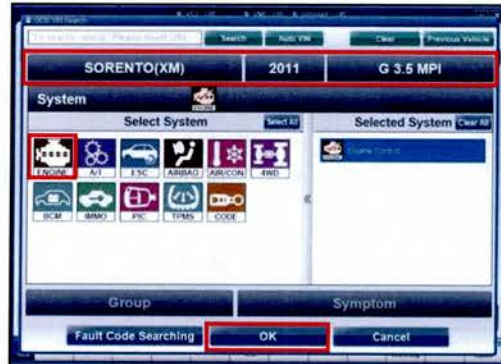 Search Auto VIN Clear Previous Vehicle
SORENTO(XM) 2011 G 3.5 MPI
System
Select System Select All
Selected System Clear All
ENGINE A/T ESC AIRBAG AIR/CON 4WD
Engine Control
BCM IMMO PIC TPMS CODE
Group Symptom
Fault Code Searching OK Cancel